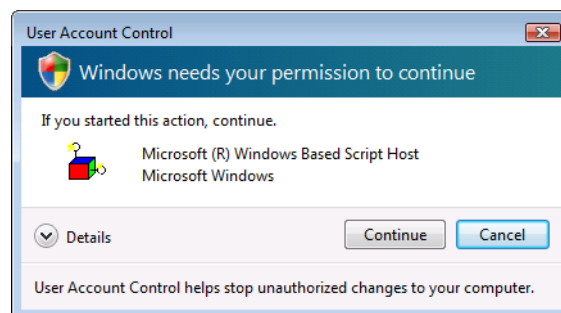 User Account Control
Windows needs your permission to continue
If you started this action, continue.
Microsoft (R) Windows Based Script Host
Microsoft Windows
Details
Continue
Cancel
User Account Control helps stop unauthorized changes to your computer.